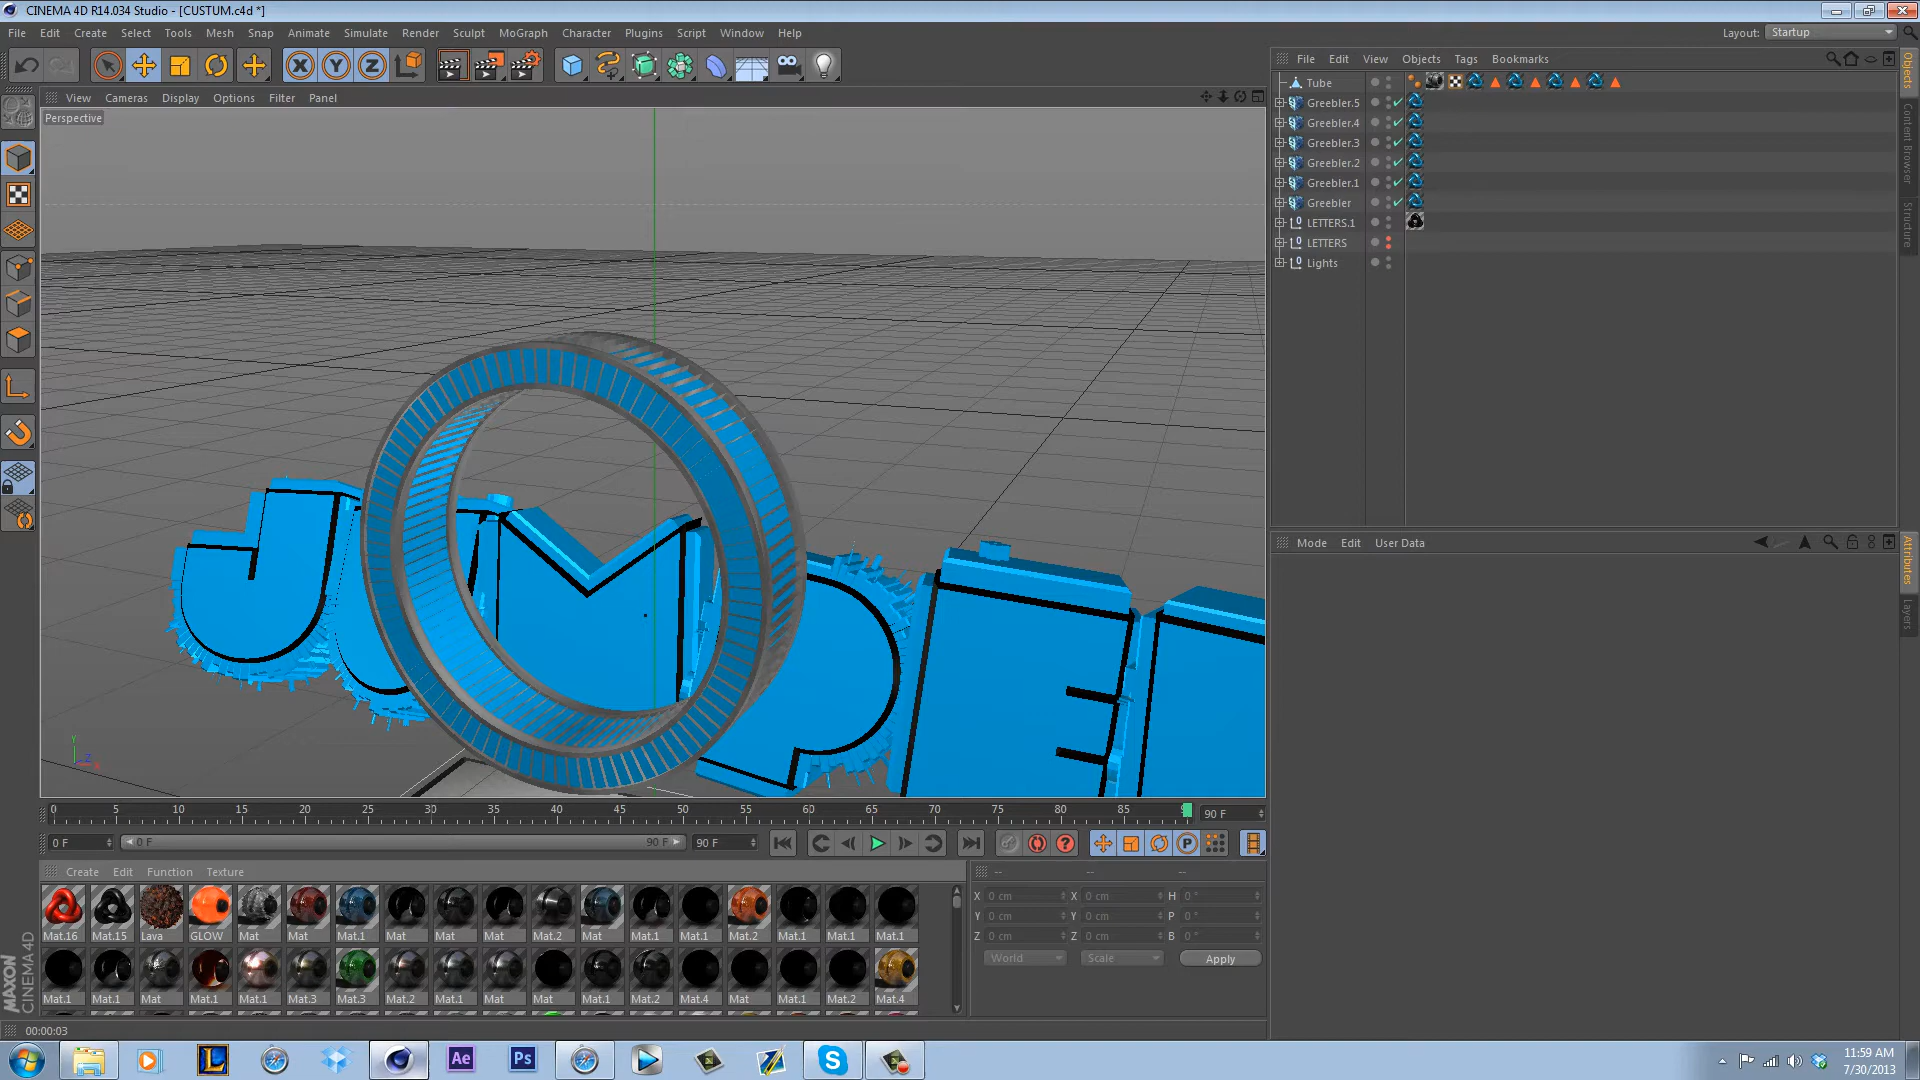 CINEMA 4D R14.034 Studio - [CUSTUM.c4d *]
File Edit Create Select Tools Mesh Snap Animate Simulate Render Sculpt MoGraph Character Plugins Script Window Help
Layout: Startup
View Cameras Display Options Filter Panel
Perspective
X Y Z
File Edit View Objects Tags Bookmarks
Tube
Greebler.5
Greebler.4
Greebler.3
Greebler.2
Greebler.1
Greebler
LETTERS.1
LETTERS
Lights
Objects
Content Browser
Structure
Mode Edit User Data
Attributes
Layers
0 5 10 15 20 25 30 35 40 45 50 55 60 65 70 75 80 85
90 F
0 F
0 F 90 F
90 F
Create Edit Function Texture
Mat.16 Mat.15 Lava GLOW Mat Mat Mat.1 Mat Mat Mat Mat.2 Mat Mat.1 Mat.1 Mat.2 Mat.1 Mat.1 Mat.1
Mat.1 Mat.1 Mat Mat.1 Mat.1 Mat.3 Mat.3 Mat.2 Mat.1 Mat Mat Mat.1 Mat.2 Mat.4 Mat Mat.1 Mat.2 Mat.4
-- -- --
X 0 cm X 0 cm H 0 °
Y 0 cm Y 0 cm P 0 °
Z 0 cm Z 0 cm B 0 °
World Scale Apply
MAXON
CINEMA 4D
00:00:03
Ae Ps
11:59 AM
7/30/2013